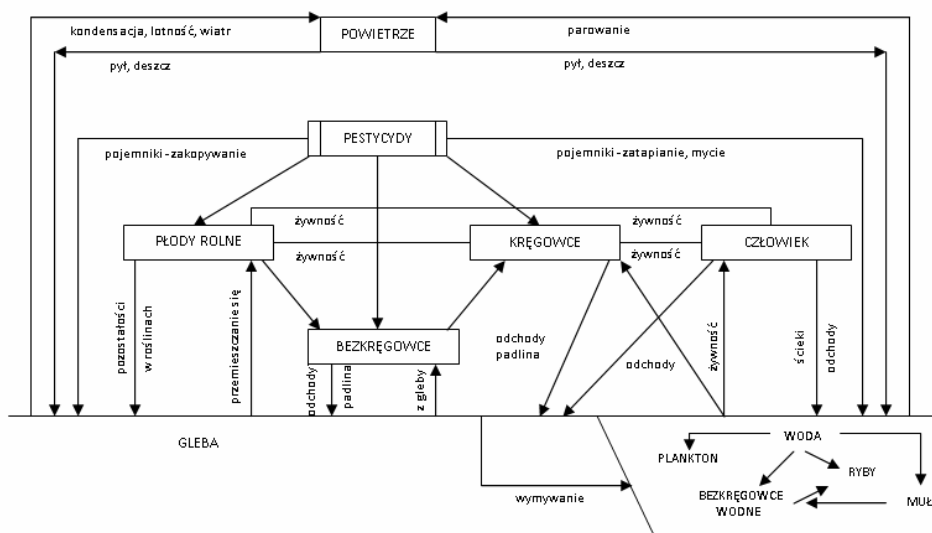 kondensacja, lotność, wiatr
POWIETRZE
parowanie
pył, deszcz
pył, deszcz
PESTYCYDY
pojemniki-zakopywanie
pojemniki-zatapianie, mycie
żywność
żywność
PŁODY ROLNE
KRĘGOWCE
CZŁOWIEK
żywność
żywność
pozostałości
w roślinach
przemieszczanie się
BEZKRĘGOWCE
odchody
padlina
z gleby
odchody
padlina
odchody
żywność
ścieki
odchody
GLEBA
WODA
PLANKTON
RYBY
BEZKRĘGOWCE
WODNE
MUŁ
wymywanie